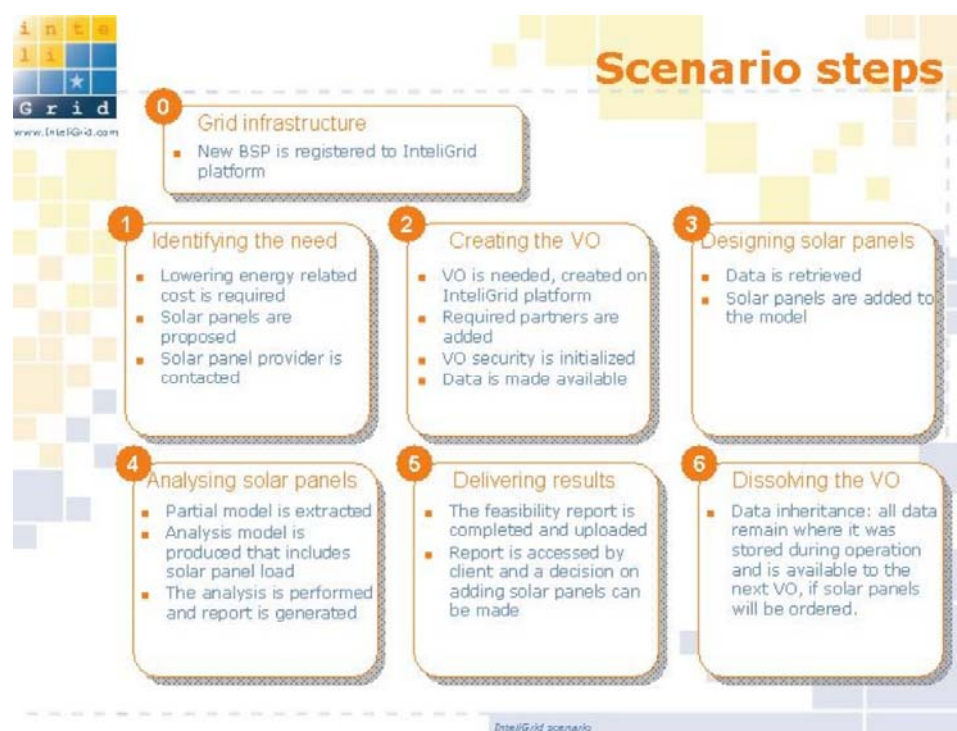 inte
li
Grid
www.InteliGrid.com
Scenario steps
0
Grid infrastructure
▪ New BSP is registered to InteliGrid
platform
1
Identifying the need
▪ Lowering energy related
cost is required
▪ Solar panels are
proposed
▪ Solar panel provider is
contacted
2
Creating the VO
▪ VO is needed, created on
InteliGrid platform
▪ Required partners are
added
▪ VO security is initialized
▪ Data is made available
3
Designing solar panels
▪ Data is retrieved
▪ Solar panels are added to
the model
4
Analysing solar panels
▪ Partial model is extracted
▪ Analysis model is
produced that includes
solar panel load
▪ The analysis is performed
and report is generated
5
Delivering results
▪ The feasibility report is
completed and uploaded
▪ Report is accessed by
client and a decision on
adding solar panels can
be made
6
Dissolving the VO
▪ Data inheritance: all data
remain where it was
stored during operation
and is available to the
next VO, if solar panels
will be ordered.
InteliGrid scenario